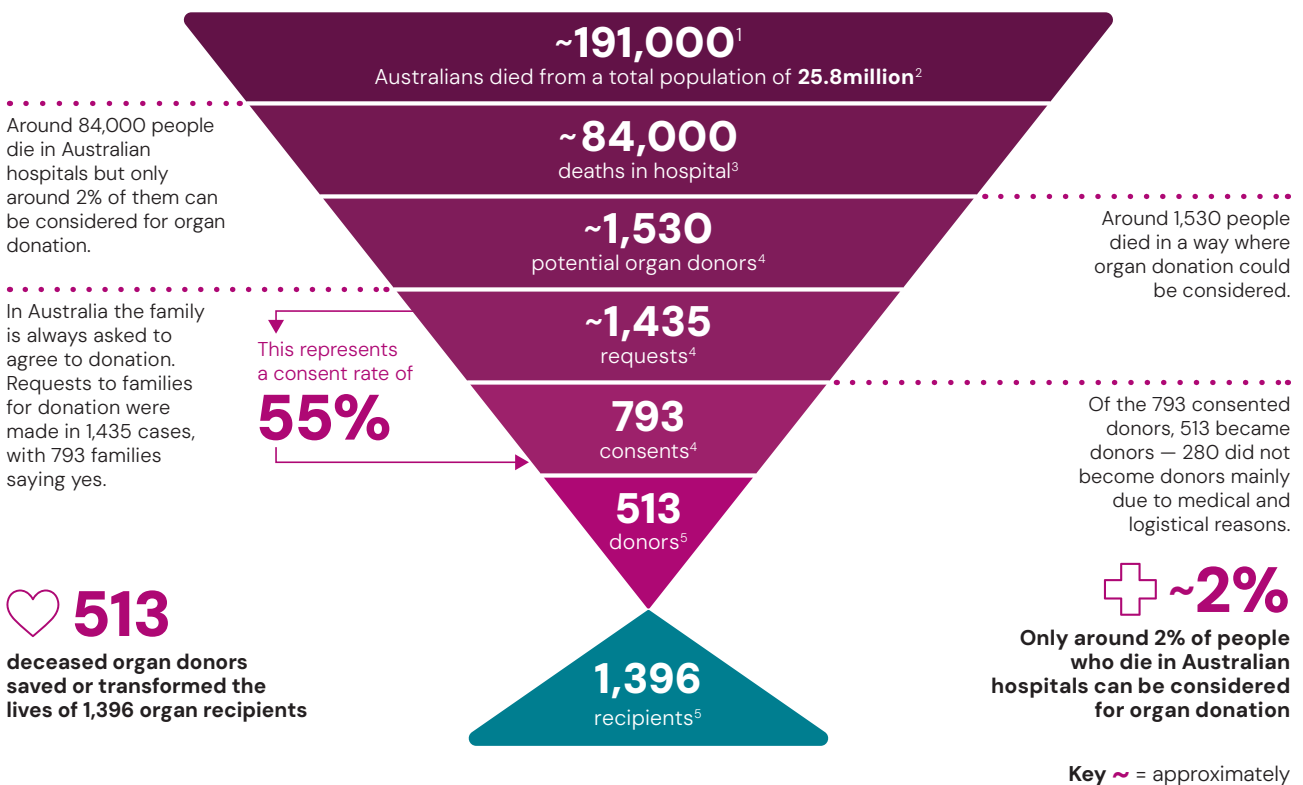 ~191,000¹
Australians died from a total population of 25.8million²
Around 84,000 people
die in Australian
hospitals but only
around 2% of them can
be considered for organ
donation.
~84,000
deaths in hospital³
~1,530
potential organ donors⁴
Around 1,530 people
died in a way where
organ donation could
be considered.
In Australia the family
is always asked to
agree to donation.
Requests to families
for donation were
made in 1,435 cases,
with 793 families
saying yes.
This represents
a consent rate of
55%
~1,435
requests⁴
793
consents⁴
Of the 793 consented
donors, 513 became
donors — 280 did not
become donors mainly
due to medical and
logistical reasons.
513
donors⁵
513
deceased organ donors
saved or transformed the
lives of 1,396 organ recipients
1,396
recipients⁵
~2%
Only around 2% of people
who die in Australian
hospitals can be considered
for organ donation
Key ~ = approximately